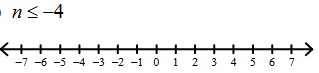 ) n ≤ –4
–7 –6 –5 –4 –3 –2 –1 0 1 2 3 4 5 6 7